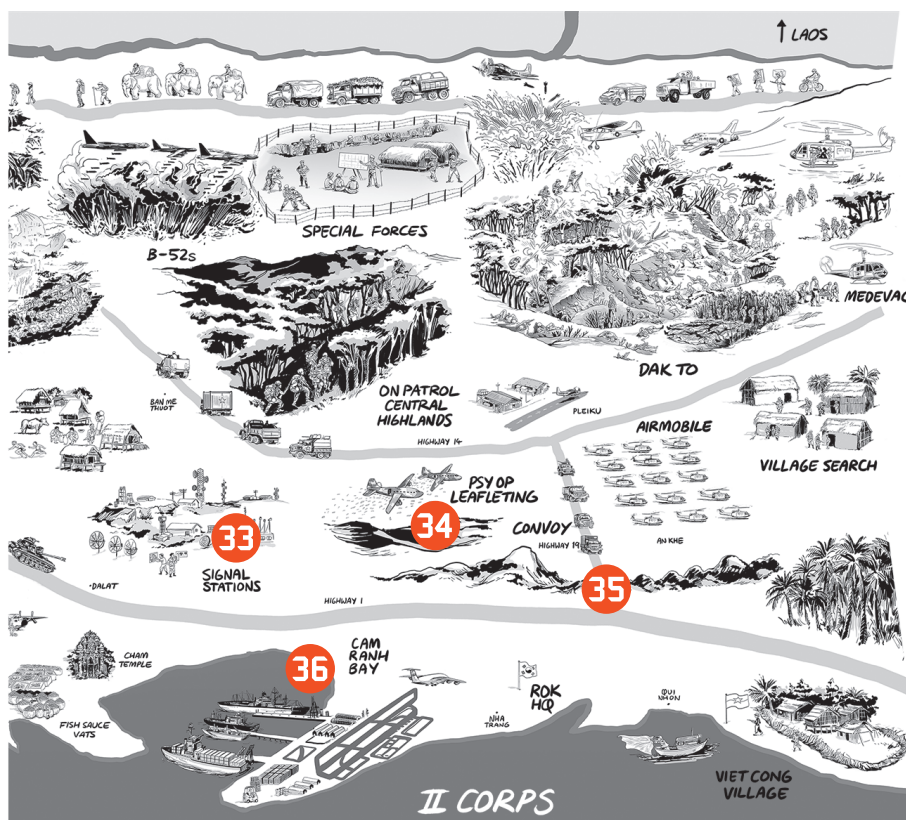 LAOS
SPECIAL FORCES
B-52s
MEDEVAC
DAK TO
BAN ME
THUOT
ON PATROL
CENTRAL
HIGHLANDS
PLEIKU
HIGHWAY 14
AIRMOBILE
VILLAGE SEARCH
PSY OP
LEAFLETING
33
34
CONVOY
HIGHWAY 19
AN KHE
SIGNAL
STATIONS
DALAT
35
HIGHWAY 1
CAM
RANH
BAY
36
CHAM
TEMPLE
ROK
HQ
QUI
NHON
NHA
TRANG
FISH SAUCE
VATS
VIET CONG
VILLAGE
II CORPS